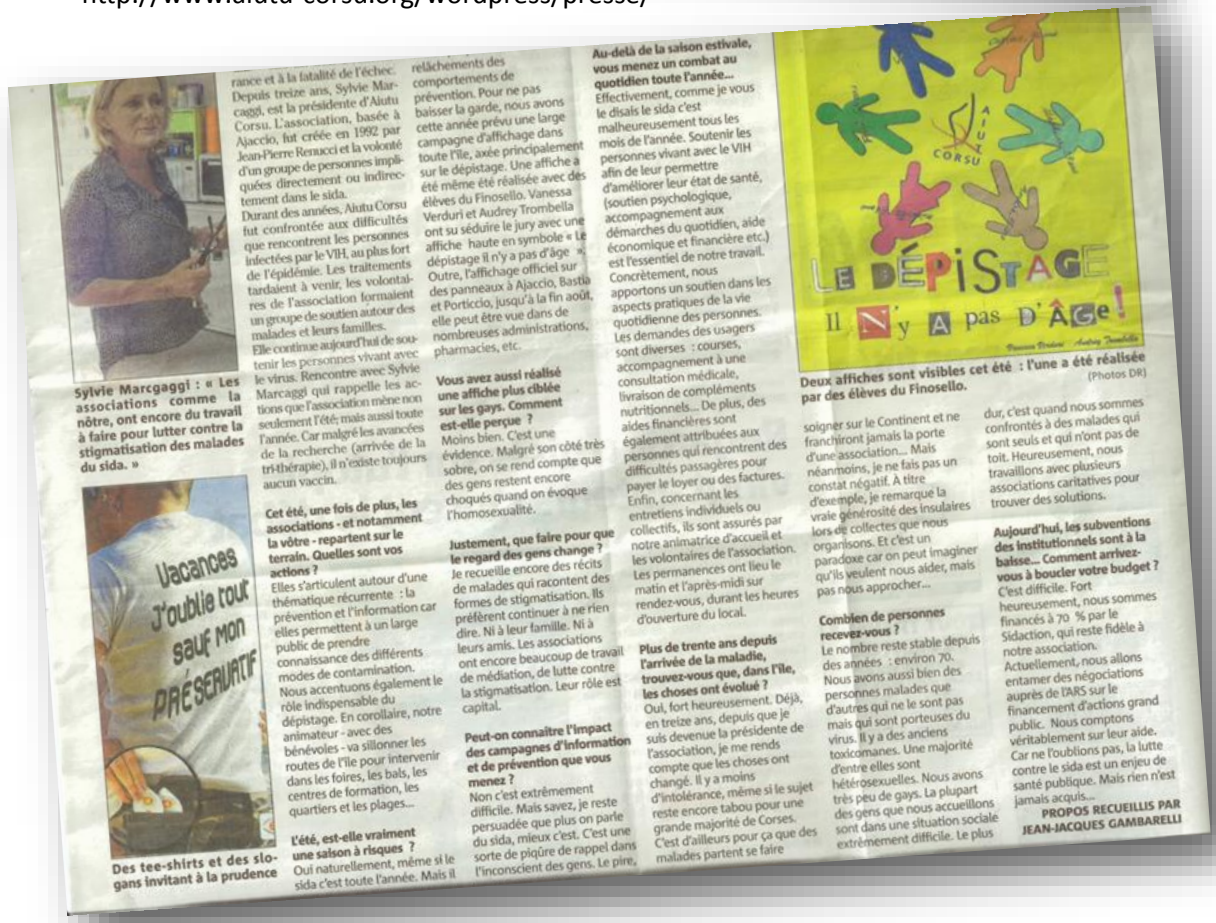 http://www.aiutu-corsu.org/wordpress/presse/
rance et à la fatalité de l'échec.
Depuis treize ans, Sylvie Mar-
caggi, est la présidente d'Aiutu
Corsu. L'association, basée à
Ajaccio, fut créée en 1992 par
Jean-Pierre Renucci et la volonté
d'un groupe de personnes impli-
quées directement ou indirec-
tement dans le sida.
Durant des années, Aiutu Corsu
fut confrontée aux difficultés
que rencontrent les personnes
infectées par le VIH, au plus fort
de l'épidémie. Les traitements
tardaient à venir, les volontai-
res de l'association formaient
un groupe de soutien autour des
malades et leurs familles.
Elle continue aujourd'hui de sou-
tenir les personnes vivant avec
le virus. Rencontre avec Sylvie
Marcaggi qui rappelle les ac-
tions que l'association mène non
seulement l'été; mais aussi toute
l'année. Car malgré les avancées
de la recherche (arrivée de la
tri-thérapie), il n'existe toujours
aucun vaccin.
Sylvie Marcgaggi : « Les
associations comme la
nôtre, ont encore du travail
à faire pour lutter contre la
stigmatisation des malades
du sida. »
Vacances
J'oublie tout
sauf mon
PRÉSERVATIF
Des tee-shirts et des slo-
gans invitant à la prudence
Cet été, une fois de plus, les
associations - et notamment
la vôtre - repartent sur le
terrain. Quelles sont vos
actions ?
Elles s'articulent autour d'une
thématique récurrente : la
prévention et l'information car
elles permettent à un large
public de prendre
connaissance des différents
modes de contamination.
Nous accentuons également le
rôle indispensable du
dépistage. En corollaire, notre
animateur - avec des
bénévoles - va sillonner les
routes de l'île pour intervenir
dans les foires, les bals, les
centres de formation, les
quartiers et les plages...
L'été, est-elle vraiment
une saison à risques ?
Oui naturellement, même si le
sida c'est toute l'année. Mais il
relâchements des
comportements de
prévention. Pour ne pas
baisser la garde, nous avons
cette année prévu une large
campagne d'affichage dans
toute l'île, axée principalement
sur le dépistage. Une affiche a
été même été réalisée avec des
élèves du Finosello. Vanessa
Verduri et Audrey Trombella
ont su séduire le jury avec une
affiche haute en symbole « Le
dépistage il n'y a pas d'âge ».
Outre, l'affichage officiel sur
des panneaux à Ajaccio, Bastia
et Porticcio, jusqu'à la fin août,
elle peut être vue dans de
nombreuses administrations,
pharmacies, etc.
Vous avez aussi réalisé
une affiche plus ciblée
sur les gays. Comment
est-elle perçue ?
Moins bien. C'est une
évidence. Malgré son côté très
sobre, on se rend compte que
des gens restent encore
choqués quand on évoque
l'homosexualité.
Justement, que faire pour que
le regard des gens change ?
Je recueille encore des récits
de malades qui racontent des
formes de stigmatisation. Ils
préfèrent continuer à ne rien
dire. Ni à leur famille. Ni à
leurs amis. Les associations
ont encore beaucoup de travail
de médiation, de lutte contre
la stigmatisation. Leur rôle est
capital.
Peut-on connaître l'impact
des campagnes d'information
et de prévention que vous
menez ?
Non c'est extrêmement
difficile. Mais savez, je reste
persuadée que plus on parle
du sida, mieux c'est. C'est une
sorte de piqûre de rappel dans
l'inconscient des gens. Le pire,
Au-delà de la saison estivale,
vous menez un combat au
quotidien toute l'année...
Effectivement, comme je vous
le disais le sida c'est
malheureusement tous les
mois de l'année. Soutenir les
personnes vivant avec le VIH
afin de leur permettre
d'améliorer leur état de santé,
(soutien psychologique,
accompagnement aux
démarches du quotidien, aide
économique et financière etc.)
est l'essentiel de notre travail.
Concrètement, nous
apportons un soutien dans les
aspects pratiques de la vie
quotidienne des personnes.
Les demandes des usagers
sont diverses : courses,
accompagnement à une
consultation médicale,
livraison de compléments
nutritionnels... De plus, des
aides financières sont
également attribuées aux
personnes qui rencontrent des
difficultés passagères pour
payer le loyer ou des factures.
Enfin, concernant les
entretiens individuels ou
collectifs, ils sont assurés par
notre animatrice d'accueil et
les volontaires de l'association.
Les permanences ont lieu le
matin et l'après-midi sur
rendez-vous, durant les heures
d'ouverture du local.
Plus de trente ans depuis
l'arrivée de la maladie,
trouvez-vous que, dans l'île,
les choses ont évolué ?
Oui, fort heureusement. Déjà,
en treize ans, depuis que je
suis devenue la présidente de
l'association, je me rends
compte que les choses ont
changé. Il y a moins
d'intolérance, même si le sujet
reste encore tabou pour une
grande majorité de Corses.
C'est d'ailleurs pour ça que des
malades partent se faire
AIUTU
CORSU
LE DÉPISTAGE
Il N'y A pas D'ÂGe!
Vanessa Verduri Audrey Trombella
Deux affiches sont visibles cet été : l'une a été réalisée
par des élèves du Finosello.
(Photos DR)
soigner sur le Continent et ne
franchiront jamais la porte
d'une association... Mais
néanmoins, je ne fais pas un
constat négatif. À titre
d'exemple, je remarque la
vraie générosité des insulaires
lors de collectes que nous
organisons. Et c'est un
paradoxe car on peut imaginer
qu'ils veulent nous aider, mais
pas nous approcher...
Combien de personnes
recevez-vous ?
Le nombre reste stable depuis
des années : environ 70.
Nous avons aussi bien des
personnes malades que
d'autres qui ne le sont pas
mais qui sont porteuses du
virus. Il y a des anciens
toxicomanes. Une majorité
d'entre elles sont
hétérosexuelles. Nous avons
très peu de gays. La plupart
des gens que nous accueillons
sont dans une situation sociale
extrêmement difficile. Le plus
dur, c'est quand nous sommes
confrontés à des malades qui
sont seuls et qui n'ont pas de
toit. Heureusement, nous
travaillons avec plusieurs
associations caritatives pour
trouver des solutions.
Aujourd'hui, les subventions
des institutionnels sont à la
baisse... Comment arrivez-
vous à boucler votre budget ?
C'est difficile. Fort
heureusement, nous sommes
financés à 70 % par le
Sidaction, qui reste fidèle à
notre association.
Actuellement, nous allons
entamer des négociations
auprès de l'ARS sur le
financement d'actions grand
public. Nous comptons
véritablement sur leur aide.
Car ne l'oublions pas, la lutte
contre le sida est un enjeu de
santé publique. Mais rien n'est
jamais acquis...
PROPOS RECUEILLIS PAR
JEAN-JACQUES GAMBARELLI